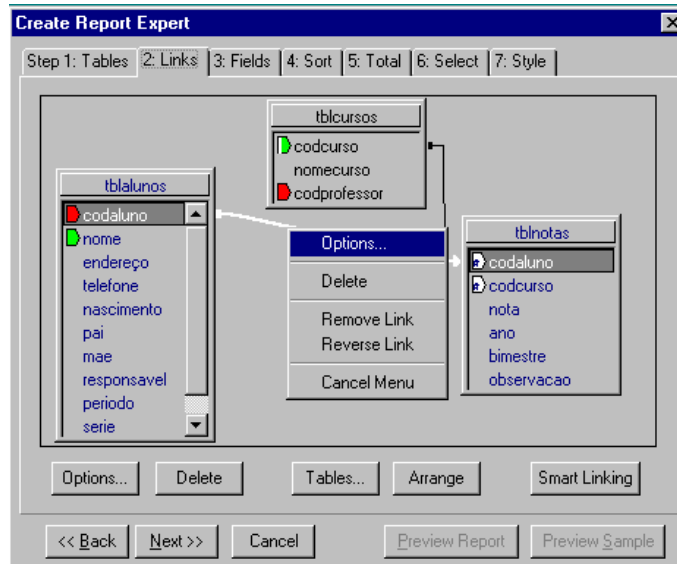 Create Report Expert
Step 1: Tables 2: Links 3: Fields 4: Sort 5: Total 6: Select 7: Style
tblcursos
codcurso
nomecurso
codprofessor
tblalunos
codaluno
nome
endereço
telefone
nascimento
pai
mae
responsavel
periodo
serie
Options...
Delete
Remove Link
Reverse Link
Cancel Menu
tblnotas
codaluno
codcurso
nota
ano
bimestre
observacao
Options... Delete Tables... Arrange Smart Linking
<< Back Next >> Cancel Preview Report Preview Sample